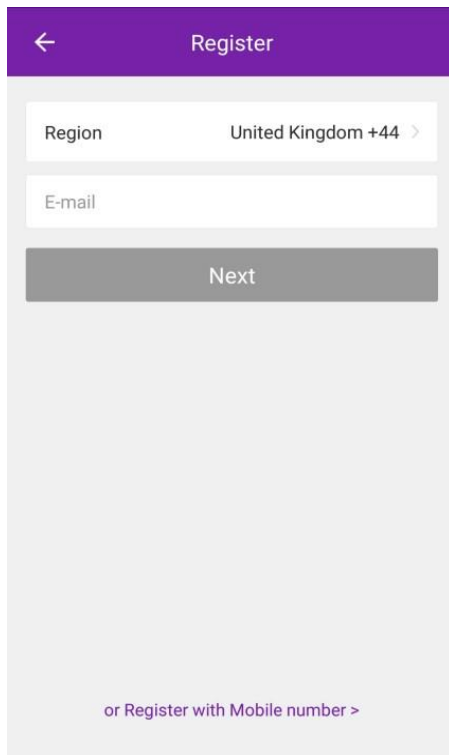 Register
Region United Kingdom +44 >
E-mail
Next
or Register with Mobile number >